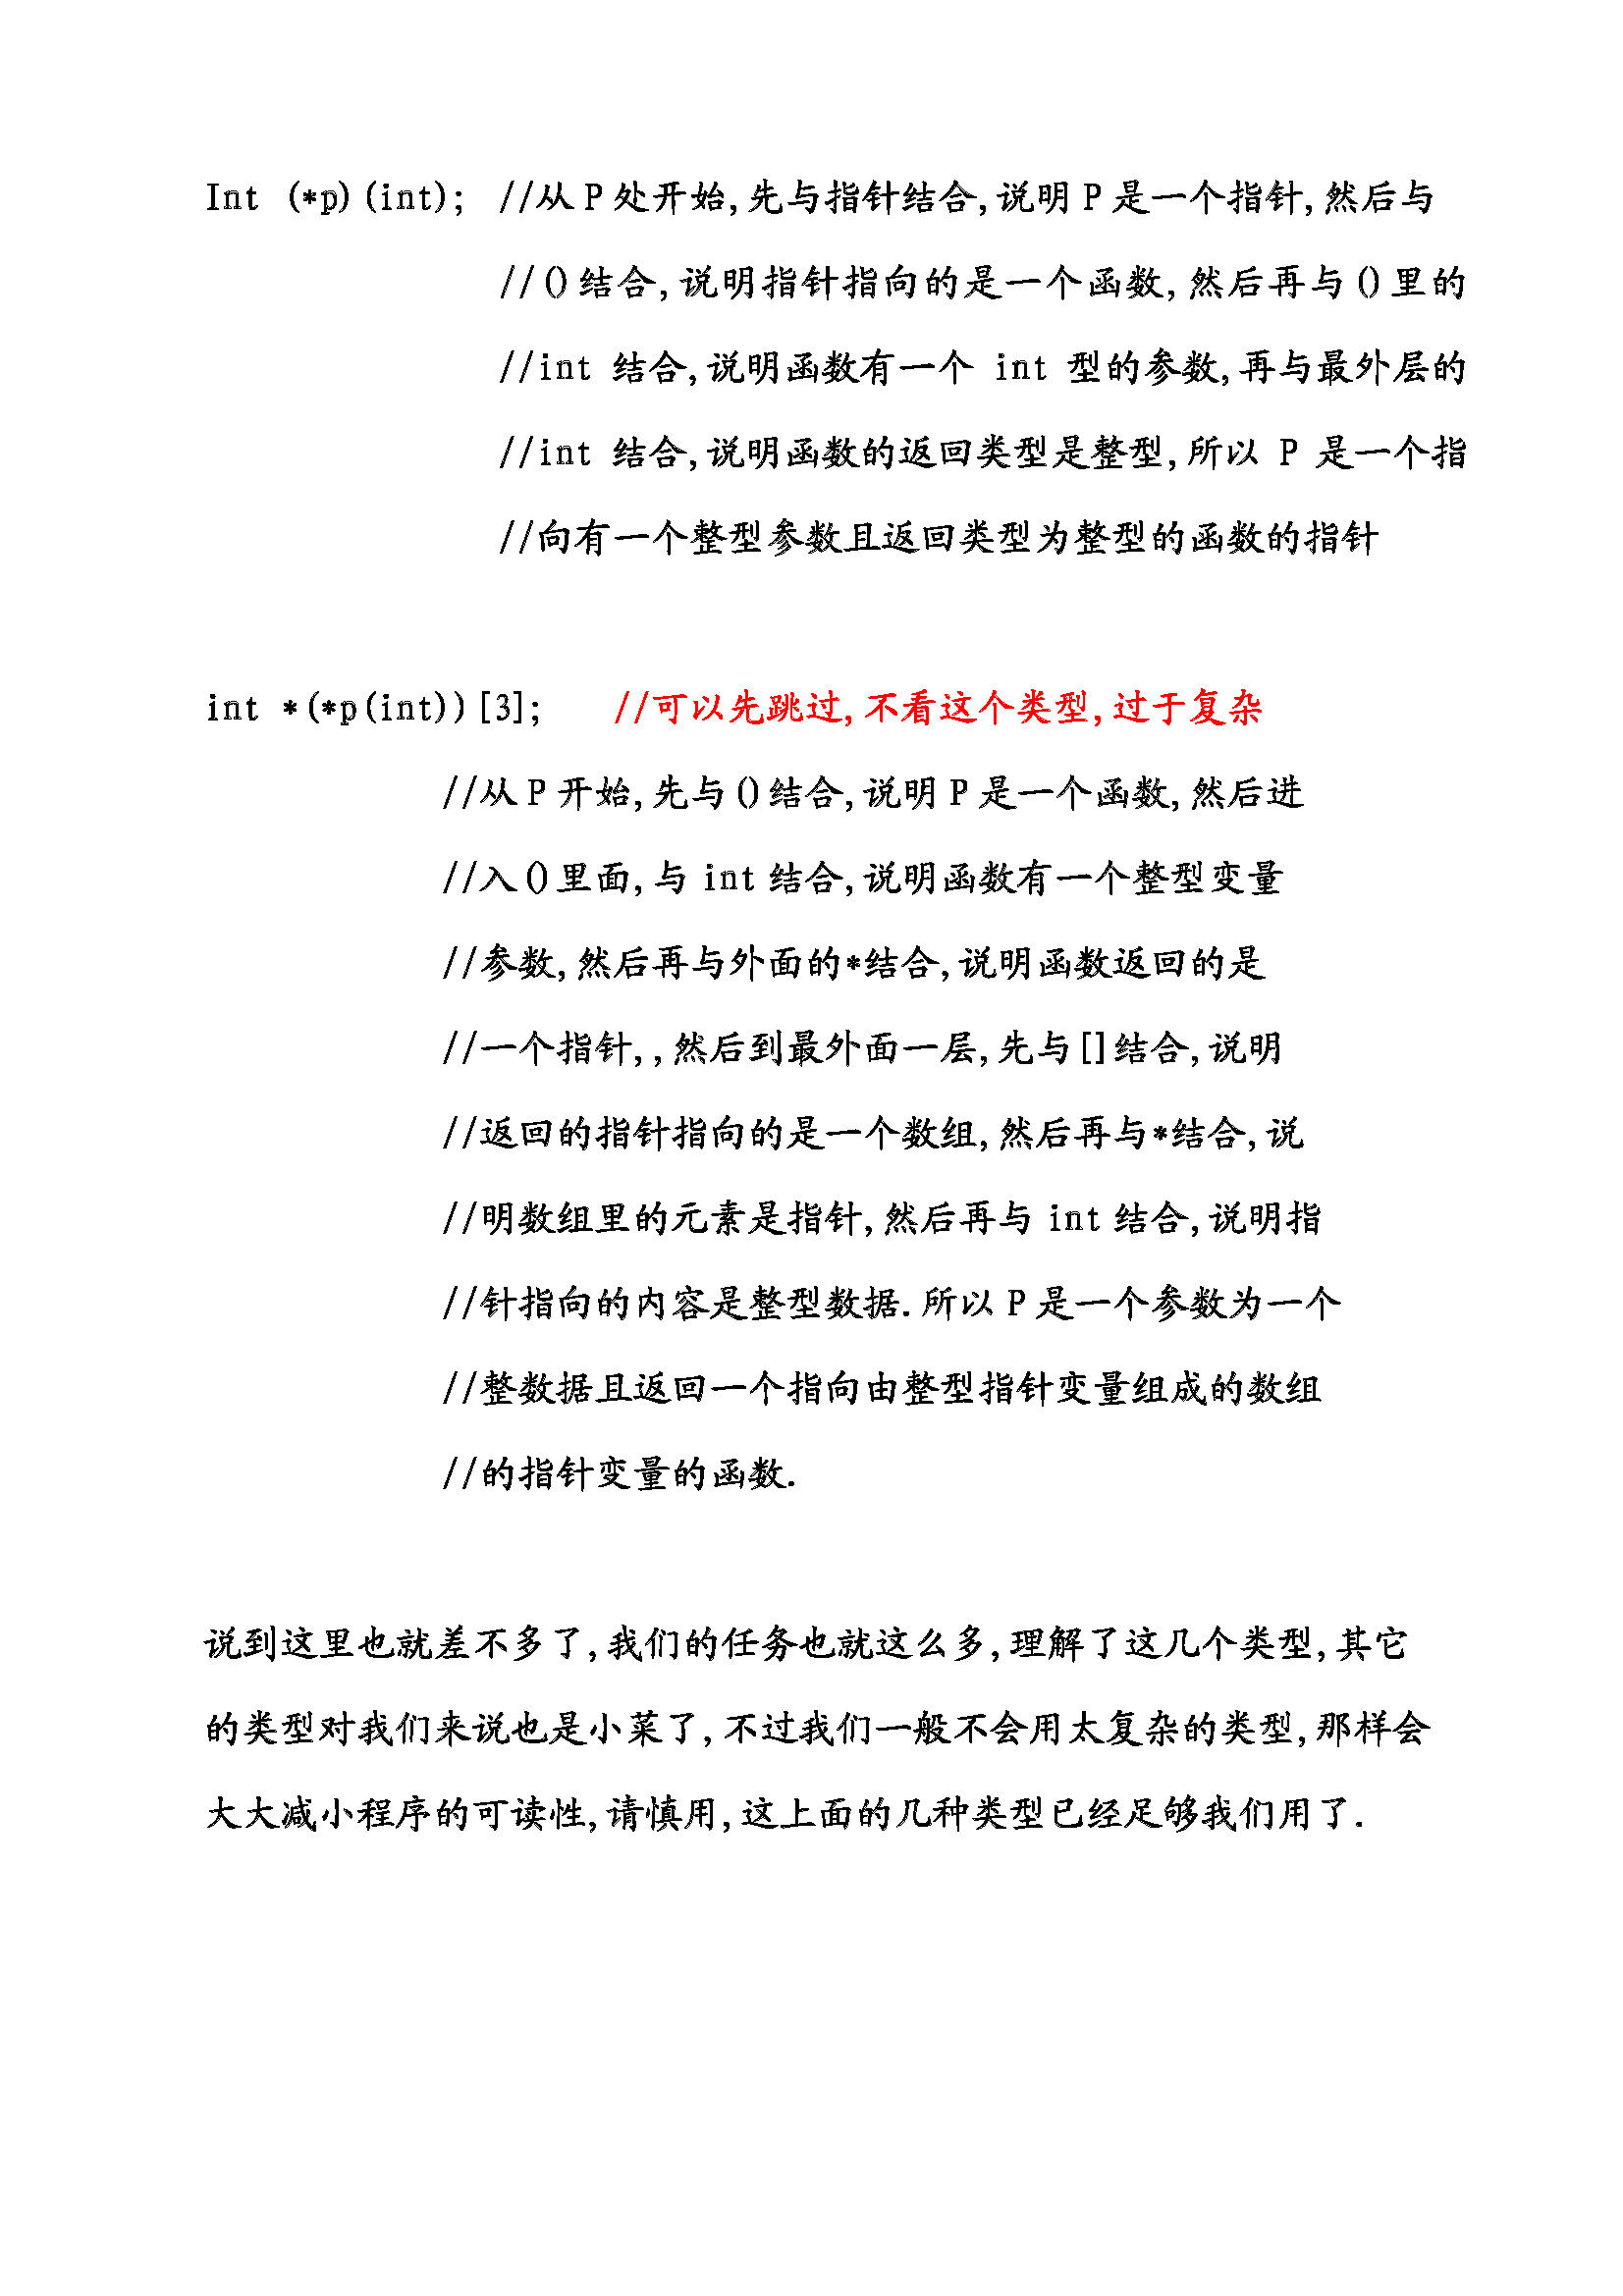 Int (*p)(int); //从P处开始,先与指针结合,说明P是一个指针,然后与
//()结合,说明指针指向的是一个函数,然后再与()里的
//int 结合,说明函数有一个 int 型的参数,再与最外层的
//int 结合,说明函数的返回类型是整型,所以 P 是一个指
//向有一个整型参数且返回类型为整型的函数的指针
int *(*p(int))[3]; //可以先跳过,不看这个类型,过于复杂
//从P开始,先与()结合,说明P是一个函数,然后进
//入()里面,与 int 结合,说明函数有一个整型变量
//参数,然后再与外面的*结合,说明函数返回的是
//一个指针,,然后到最外面一层,先与[]结合,说明
//返回的指针指向的是一个数组,然后再与*结合,说
//明数组里的元素是指针,然后再与 int 结合,说明指
//针指向的内容是整型数据.所以P是一个参数为一个
//整数据且返回一个指向由整型指针变量组成的数组
//的指针变量的函数.
说到这里也就差不多了,我们的任务也就这么多,理解了这几个类型,其它
的类型对我们来说也是小菜了,不过我们一般不会用太复杂的类型,那样会
大大减小程序的可读性,请慎用,这上面的几种类型已经足够我们用了.